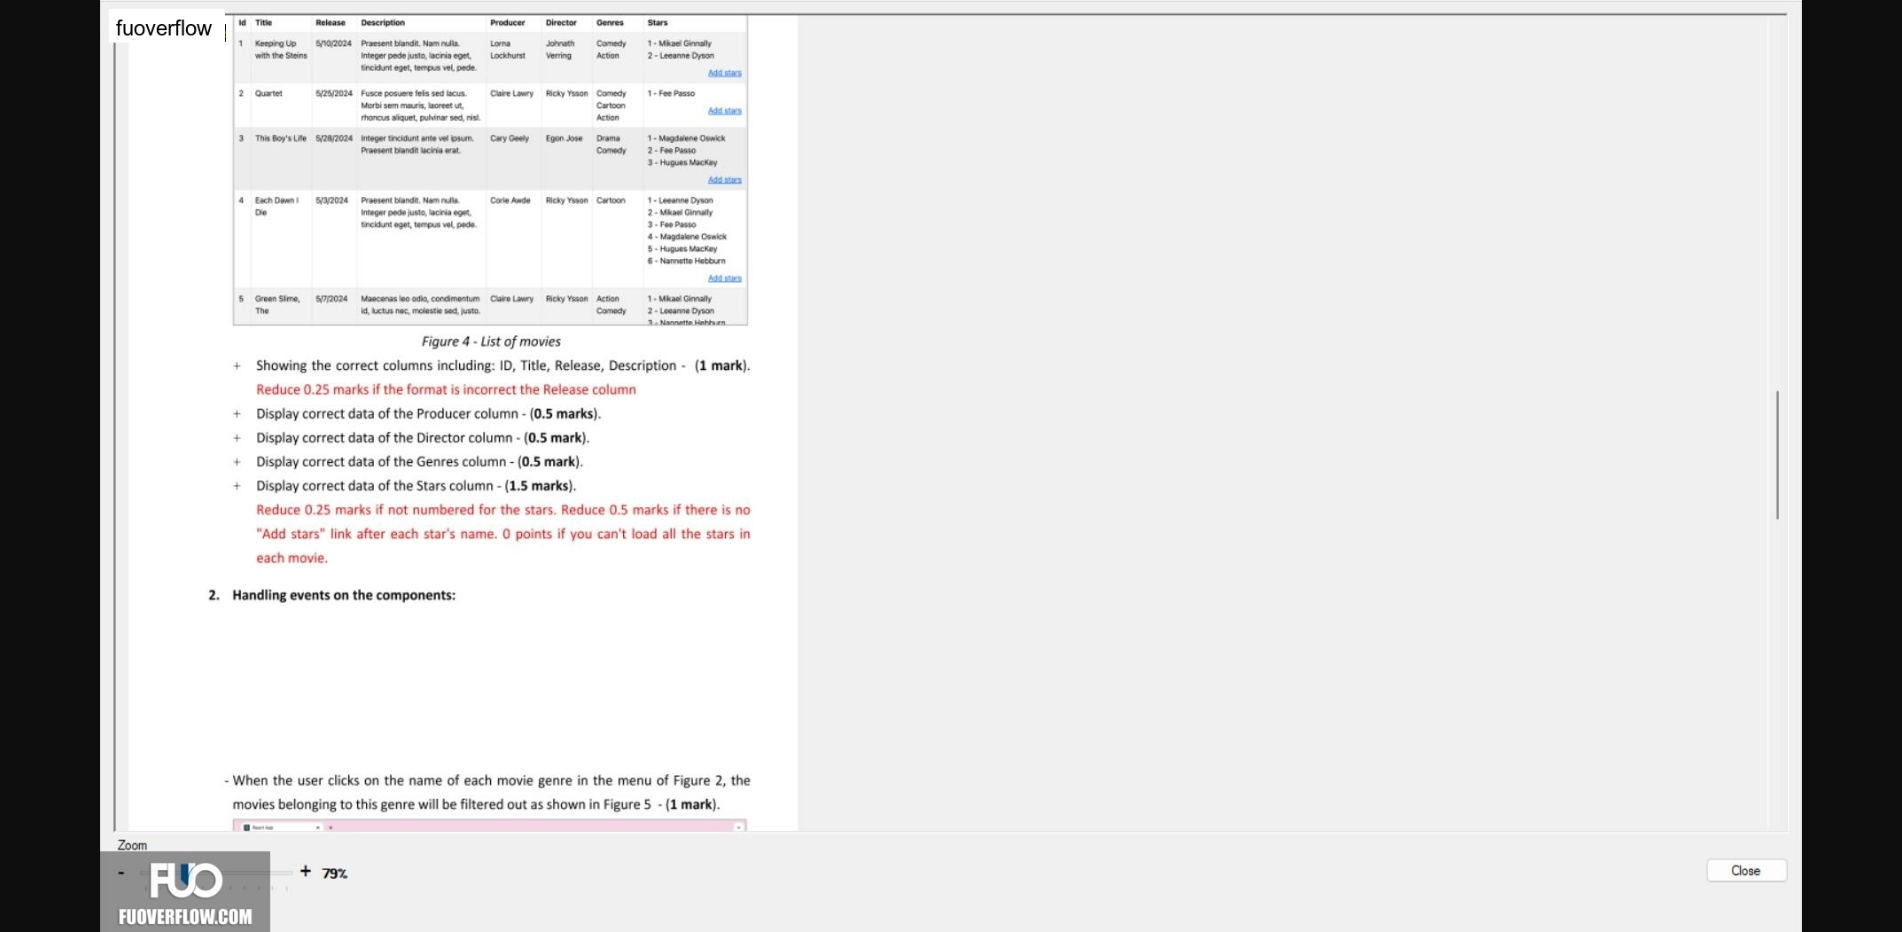 fuoverflow
Id Title Release Description Producer Director Genres Stars
1 Keeping Up 5/10/2024 Praesent blandit. Nam nulla. Lorna Johnath Comedy 1 - Mikael Ginnally
with the Steins Integer pede justo, lacinia eget, Lockhurst Verring Action 2 - Leeanne Dyson
tincidunt eget, tempus vel, pede.
Add stars
2 Quartet 5/25/2024 Fusce posuere felis sed lacus. Claire Lawry Ricky Ysson Comedy 1 - Fee Passo
Morbi sem mauris, laoreet ut, Cartoon
Add stars
rhoncus aliquet, pulvinar sed, nisl. Action
3 This Boy's Life 5/28/2024 Integer tincidunt ante vel ipsum. Cary Geely Egon Jose Drama 1 - Magdalene Oswick
Praesent blandit lacinia erat. Comedy 2 - Fee Passo
3 - Hugues MacKey
Add stars
4 Each Dawn I 5/3/2024 Praesent blandit. Nam nulla. Corie Awde Ricky Ysson Cartoon 1 - Leeanne Dyson
Die Integer pede justo, lacinia eget, 2 - Mikael Ginnally
tincidunt eget, tempus vel, pede. 3 - Fee Passo
4 - Magdalene Oswick
5 - Hugues MacKey
6 - Nannette Hebburn
Add stars
5 Green Slime, 5/7/2024 Maecenas leo odio, condimentum Claire Lawry Ricky Ysson Action 1 - Mikael Ginnally
The id, luctus nec, molestie sed, justo. Comedy 2 - Leeanne Dyson
3 - Nannette Hebburn
Figure 4 - List of movies
+ Showing the correct columns including: ID, Title, Release, Description - (1 mark).
Reduce 0.25 marks if the format is incorrect the Release column
+ Display correct data of the Producer column - (0.5 marks).
+ Display correct data of the Director column - (0.5 mark).
+ Display correct data of the Genres column - (0.5 mark).
+ Display correct data of the Stars column - (1.5 marks).
Reduce 0.25 marks if not numbered for the stars. Reduce 0.5 marks if there is no
"Add stars" link after each star's name. 0 points if you can't load all the stars in
each movie.
2. Handling events on the components:
- When the user clicks on the name of each movie genre in the menu of Figure 2, the
movies belonging to this genre will be filtered out as shown in Figure 5 - (1 mark).
React App
Zoom
- + 79%
Close
FUO
FUOVERFLOW.COM